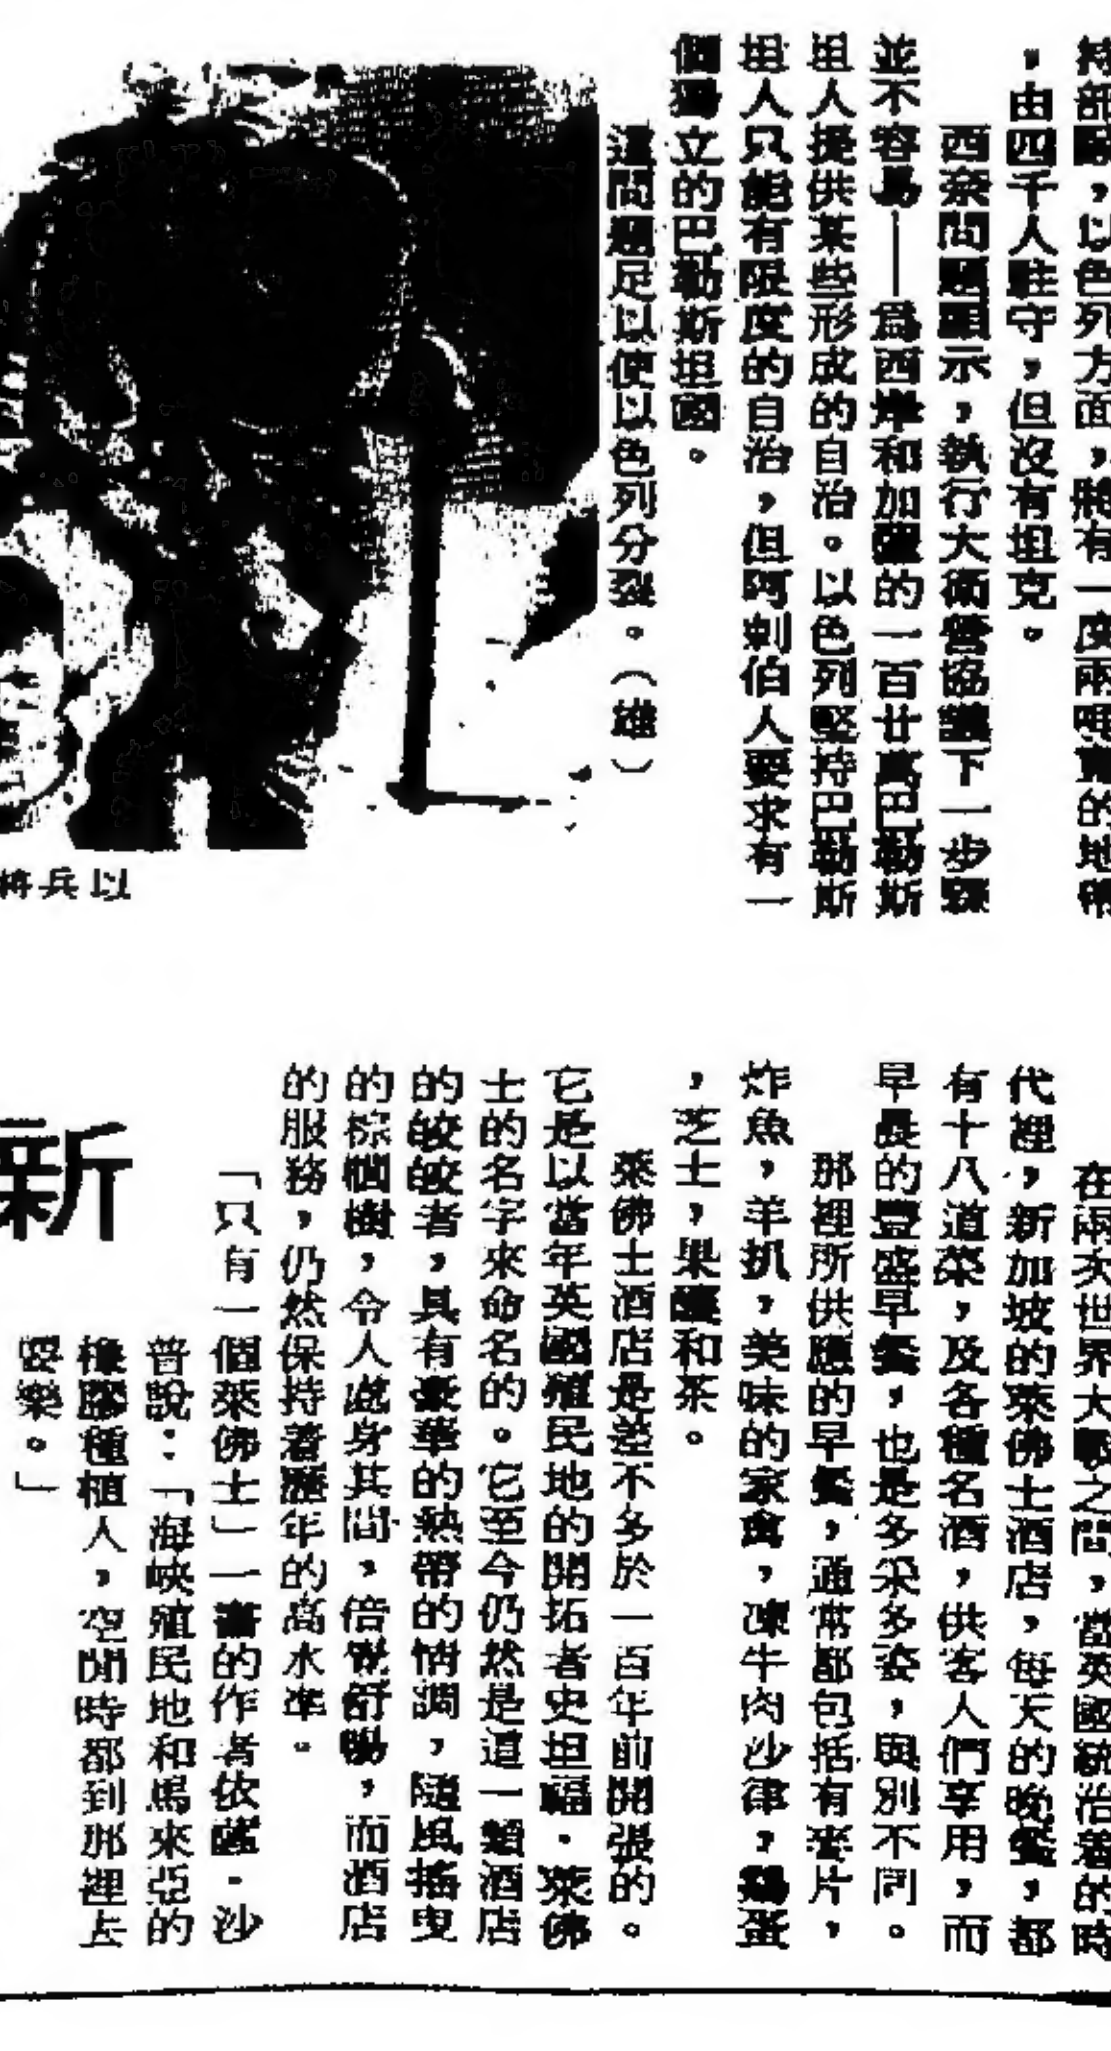 持部隊，以色列方面，將有一度兩哩寬的地帶
，由四千人駐守，但沒有坦克。
西奈問題顯示，執行大衛營協議下一步驟
並不容易——爲西岸和加薩的一百廿萬巴勒斯
坦人提供某些形成的自治。以色列堅持巴勒斯
坦人只能有限度的自治，但阿剌伯人要求有一
個獨立的巴勒斯坦國。
這問題足以使以色列分裂。（雄）
以兵將
在兩次世界大戰之間，當英國統治着的時
代裡，新加坡的萊佛士酒店，每天的晚餐，都
有十八道菜，及各種名酒，供客人們享用，而
早晨的豐盛早餐，也是多采多姿，與別不同。
那裡所供應的早餐，通常都包括有麥片，
炸魚，羊扒，美味的家禽，凍牛肉沙律，鷄蛋
，芝士，果醬和茶。
萊佛士酒店是差不多於一百年前開張的。
它是以當年英國殖民地的開拓者史坦福．萊佛
士的名字來命名的。它至今仍然是這一類酒店
的皎皎者，具有豪華的熱帶的情調，隨風搖曳
的棕櫚樹，令人處身其間，倍覺舒暢，而酒店
的服務，仍然保持着歷年的高水準。
「只有一個萊佛士」一書的作者依薩．沙
普說：「海峽殖民地和馬來亞的
橡膠種植人，空閒時都到那裡去
耍樂。」
新